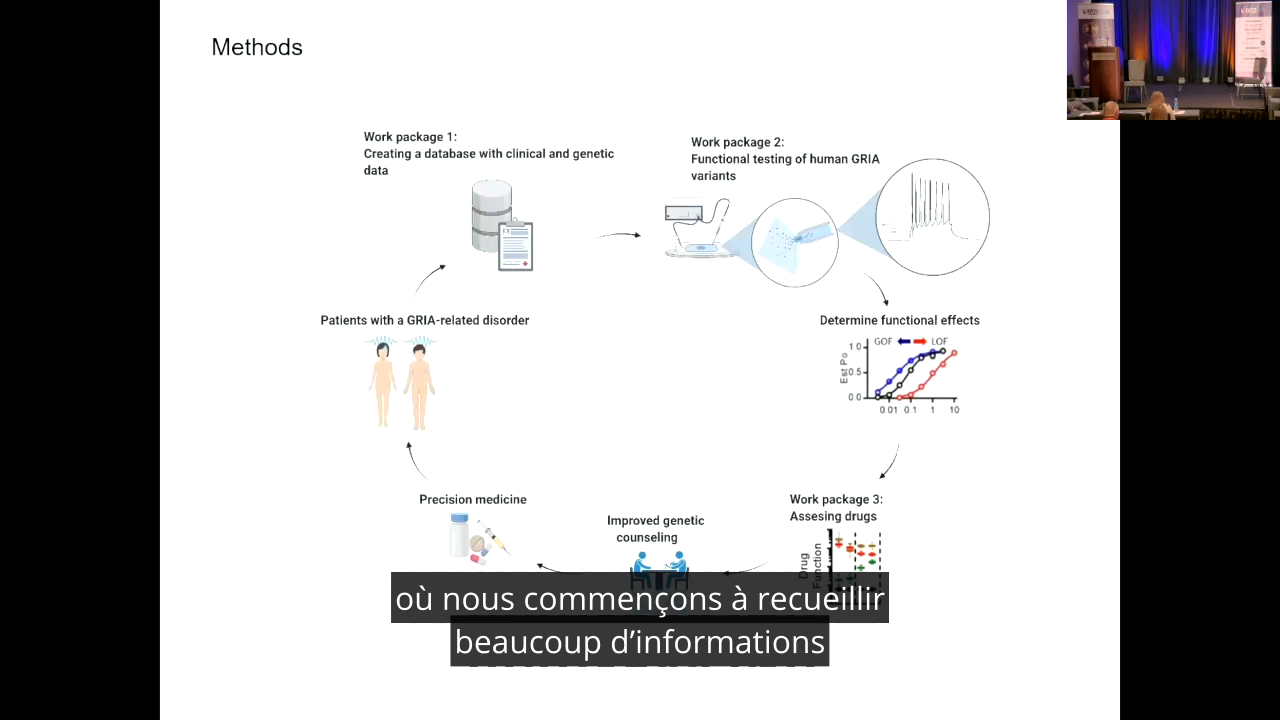 Methods
Work package 1:
Creating a database with clinical and genetic
data
Work package 2:
Functional testing of human GRIA
variants
Patients with a GRIA-related disorder
Determine functional effects
GOF
LOF
Est Po
1 0
0.5
0.0
0 01 0 1 1 10
Precision medicine
Improved genetic
counseling
Work package 3:
Assesing drugs
Drug
Function
où nous commençons à recueillir
beaucoup d’informations